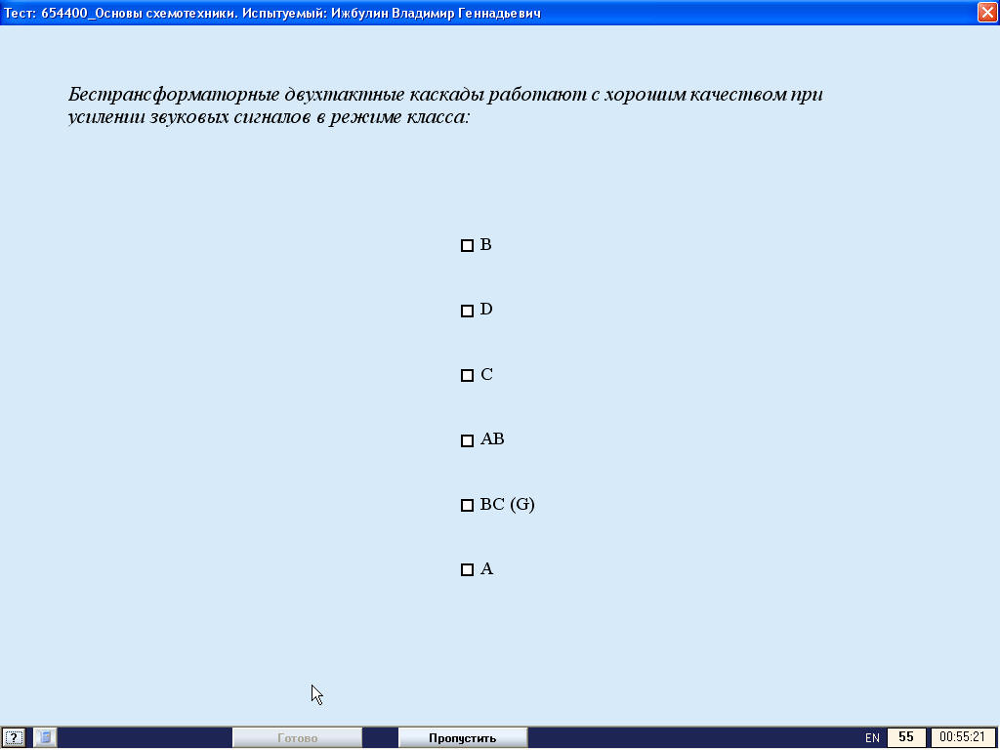 Тест: 654400_Основы схемотехники. Испытуемый: Ижбулин Владимир Геннадьевич
Бестрансформаторные двухтактные каскады работают с хорошим качеством при
усилении звуковых сигналов в режиме класса:
B
D
C
AB
BC (G)
A
? Готово Пропустить EN 55 00:55:21